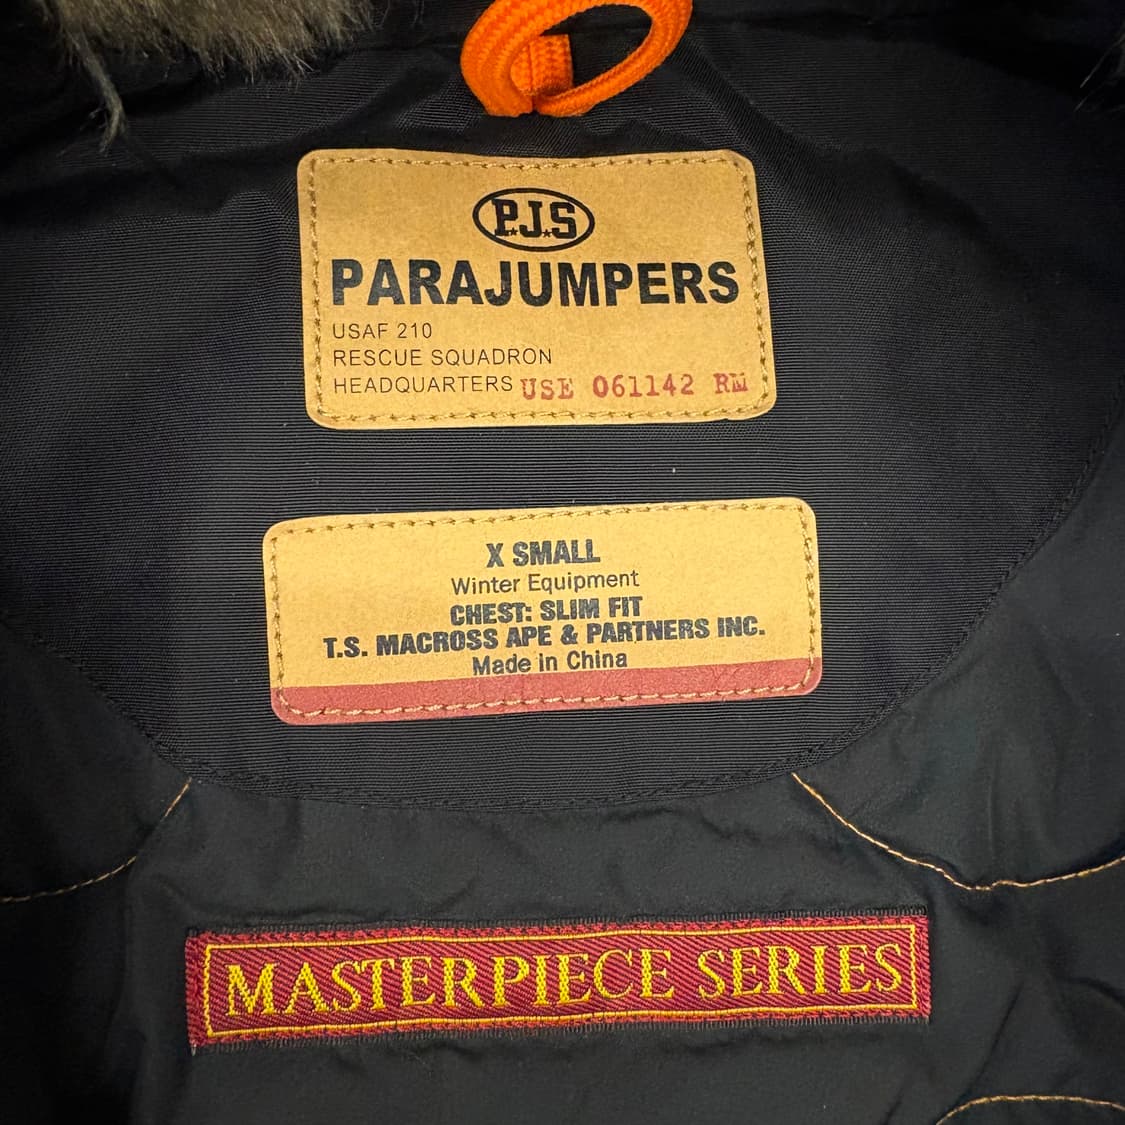 P.J.S
PARAJUMPERS
USAF 210
RESCUE SQUADRON
HEADQUARTERS USE 061142 RM
X SMALL
Winter Equipment
CHEST: SLIM FIT
T.S. MACROSS APE & PARTNERS INC.
Made in China
MASTERPIECE SERIES